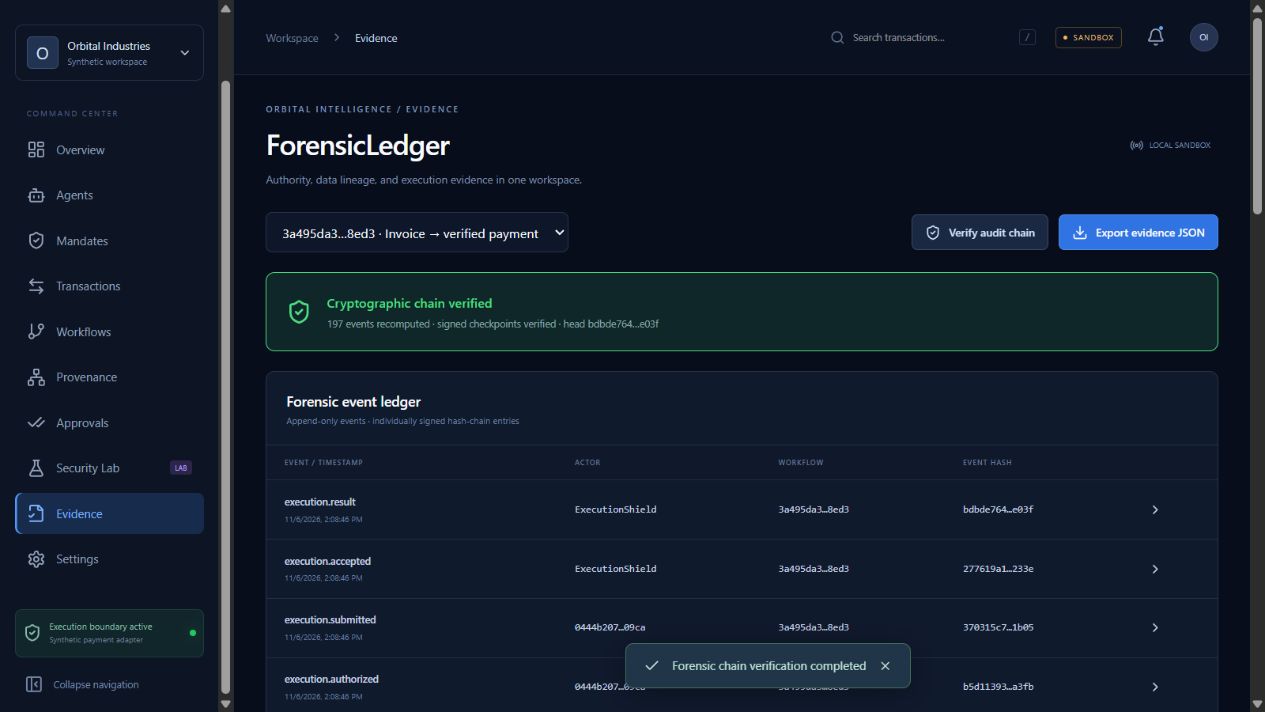 O
Orbital Industries
Synthetic workspace
COMMAND CENTER
Overview
Agents
Mandates
Transactions
Workflows
Provenance
Approvals
Security Lab
LAB
Evidence
Settings
Execution boundary active
Synthetic payment adapter
Collapse navigation
Workspace > Evidence
Search transactions...
/
SANDBOX
OI
ORBITAL INTELLIGENCE / EVIDENCE
ForensicLedger
LOCAL SANDBOX
Authority, data lineage, and execution evidence in one workspace.
3a495da3…8ed3 · Invoice → verified payment
Verify audit chain
Export evidence JSON
Cryptographic chain verified
197 events recomputed · signed checkpoints verified · head bdbde764…e03f
Forensic event ledger
Append-only events · individually signed hash-chain entries
EVENT / TIMESTAMP ACTOR WORKFLOW EVENT HASH
execution.result
11/6/2026, 2:08:46 PM
ExecutionShield 3a495da3…8ed3 bdbde764…e03f
execution.accepted
11/6/2026, 2:08:46 PM
ExecutionShield 3a495da3…8ed3 277619a1…233e
execution.submitted
11/6/2026, 2:08:46 PM
0444b207…09ca 3a495da3…8ed3 370315c7…1b05
execution.authorized
11/6/2026, 2:08:46 PM
b5d11393…a3fb
Forensic chain verification completed